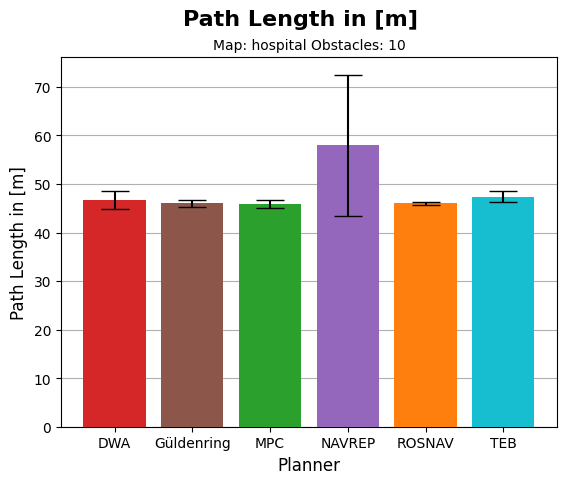 Path Length in [m]
Map: hospital Obstacles: 10
Path Length in [m]
70
60
50
40
30
20
10
0
DWA Güldenring MPC NAVREP ROSNAV TEB
Planner